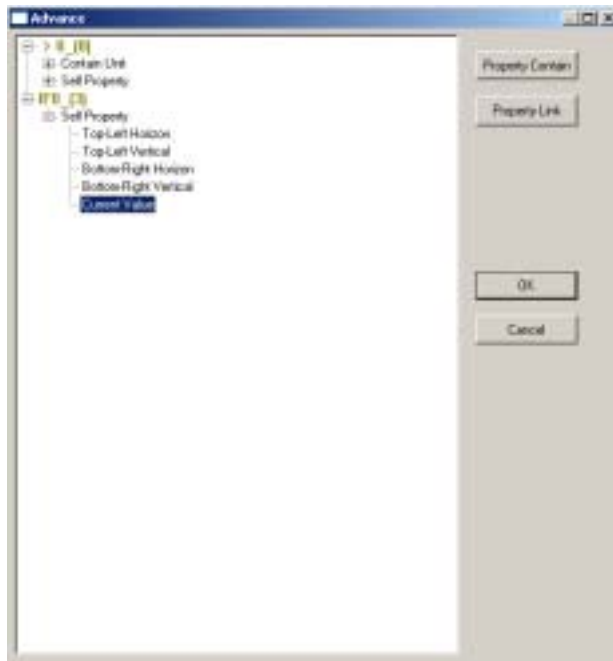 Advance
Contain Unit
Self Property
Self Property
Top-Left Horizon
Top-Left Vertical
Bottom-Right Horizon
Bottom-Right Vertical
Current Value
Property Contain
Property Link
OK
Cancel